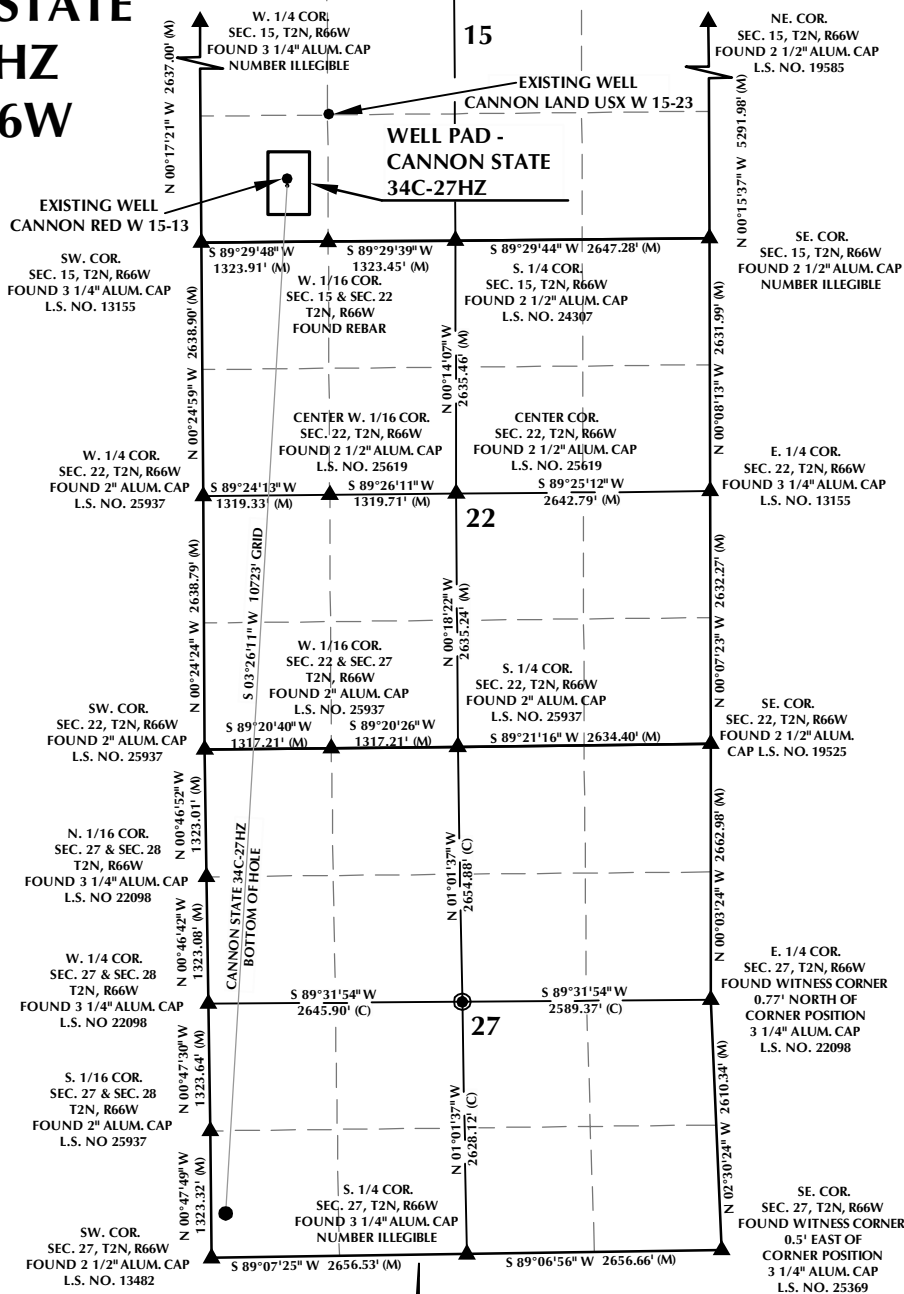 STATE
HZ
6W
W. 1/4 COR.
SEC. 15, T2N, R66W
FOUND 3 1/4" ALUM. CAP
NUMBER ILLEGIBLE
15
NE. COR.
SEC. 15, T2N, R66W
FOUND 2 1/2" ALUM. CAP
L.S. NO. 19585
N 00°17'21" W 2637.00' (M)
EXISTING WELL
CANNON LAND USX W 15-23
N 00°15'37" W 5291.98' (M)
WELL PAD -
CANNON STATE
34C-27HZ
EXISTING WELL
CANNON RED W 15-13
SW. COR.
SEC. 15, T2N, R66W
FOUND 3 1/4" ALUM. CAP
L.S. NO. 13155
S 89°29'48" W
1323.91' (M)
S 89°29'39" W
1323.45' (M)
S 89°29'44" W 2647.28' (M)
W. 1/16 COR.
SEC. 15 & SEC. 22
T2N, R66W
FOUND REBAR
S. 1/4 COR.
SEC. 15, T2N, R66W
FOUND 2 1/2" ALUM. CAP
L.S. NO. 24307
SE. COR.
SEC. 15, T2N, R66W
FOUND 2 1/2" ALUM. CAP
NUMBER ILLEGIBLE
N 00°24'59" W 2638.90' (M)
N 00°14'07" W
2635.46' (M)
N 00°08'13" W 2631.99' (M)
CENTER W. 1/16 COR.
SEC. 22, T2N, R66W
FOUND 2 1/2" ALUM. CAP
L.S. NO. 25619
CENTER COR.
SEC. 22, T2N, R66W
FOUND 2 1/2" ALUM. CAP
L.S. NO. 25619
W. 1/4 COR.
SEC. 22, T2N, R66W
FOUND 2" ALUM. CAP
L.S. NO. 25937
E. 1/4 COR.
SEC. 22, T2N, R66W
FOUND 3 1/4" ALUM. CAP
L.S. NO. 13155
S 89°24'13" W
1319.33' (M)
S 89°26'11" W
1319.71' (M)
S 89°25'12" W
2642.79' (M)
22
N 00°24'24" W 2638.79' (M)
S 03°26'11" W 10723' GRID
N 00°18'22" W
2635.24' (M)
N 00°07'23" W 2632.27' (M)
W. 1/16 COR.
SEC. 22 & SEC. 27
T2N, R66W
FOUND 2" ALUM. CAP
L.S. NO. 25937
S. 1/4 COR.
SEC. 22, T2N, R66W
FOUND 2" ALUM. CAP
L.S. NO. 25937
SW. COR.
SEC. 22, T2N, R66W
FOUND 2" ALUM. CAP
L.S. NO. 25937
SE. COR.
SEC. 22, T2N, R66W
FOUND 2 1/2" ALUM.
CAP L.S. NO. 19525
S 89°20'40" W
1317.21' (M)
S 89°20'26" W
1317.21' (M)
S 89°21'16" W 2634.40' (M)
N 00°46'52" W
1323.01' (M)
N. 1/16 COR.
SEC. 27 & SEC. 28
T2N, R66W
FOUND 3 1/4" ALUM. CAP
L.S. NO 22098
N 01°01'37" W
2654.88' (C)
N 00°03'24" W 2662.98' (M)
CANNON STATE 34C-27HZ
BOTTOM OF HOLE
N 00°46'42" W
1323.08' (M)
W. 1/4 COR.
SEC. 27 & SEC. 28
T2N, R66W
FOUND 3 1/4" ALUM. CAP
L.S. NO 22098
E. 1/4 COR.
SEC. 27, T2N, R66W
FOUND WITNESS CORNER
0.77' NORTH OF
CORNER POSITION
3 1/4" ALUM. CAP
L.S. NO. 22098
S 89°31'54" W
2645.90' (C)
S 89°31'54" W
2589.37' (C)
27
N 00°47'30" W
1323.64' (M)
S. 1/16 COR.
SEC. 27 & SEC. 28
T2N, R66W
FOUND 2" ALUM. CAP
L.S. NO 25937
N 01°01'37" W
2628.12' (C)
N 02°30'24" W 2610.34' (M)
N 00°47'49" W
1323.32' (M)
S. 1/4 COR.
SEC. 27, T2N, R66W
FOUND 3 1/4" ALUM. CAP
NUMBER ILLEGIBLE
SW. COR.
SEC. 27, T2N, R66W
FOUND 2 1/2" ALUM. CAP
L.S. NO. 13482
SE. COR.
SEC. 27, T2N, R66W
FOUND WITNESS CORNER
0.5' EAST OF
CORNER POSITION
3 1/4" ALUM. CAP
L.S. NO. 25369
S 89°07'25" W 2656.53' (M)
S 89°06'56" W 2656.66' (M)